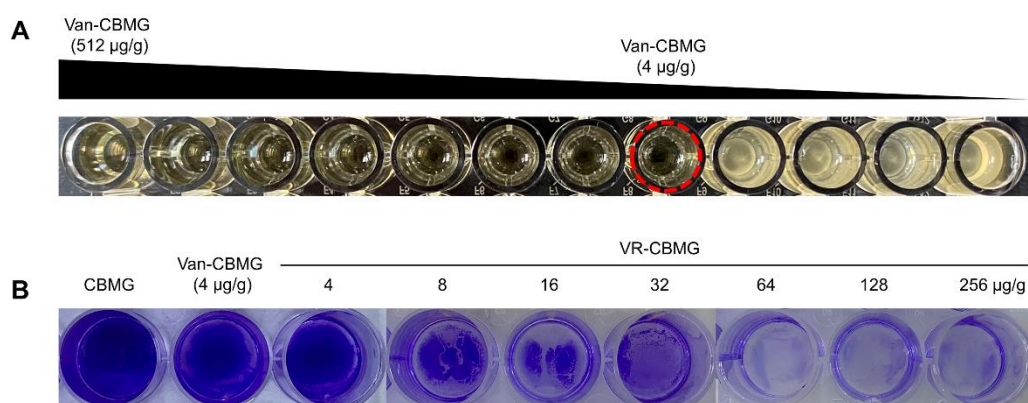 A
Van-CBMG
(512 µg/g)
Van-CBMG
(4 µg/g)
B
CBMG
Van-CBMG
(4 µg/g)
VR-CBMG
4 8 16 32 64 128 256 µg/g